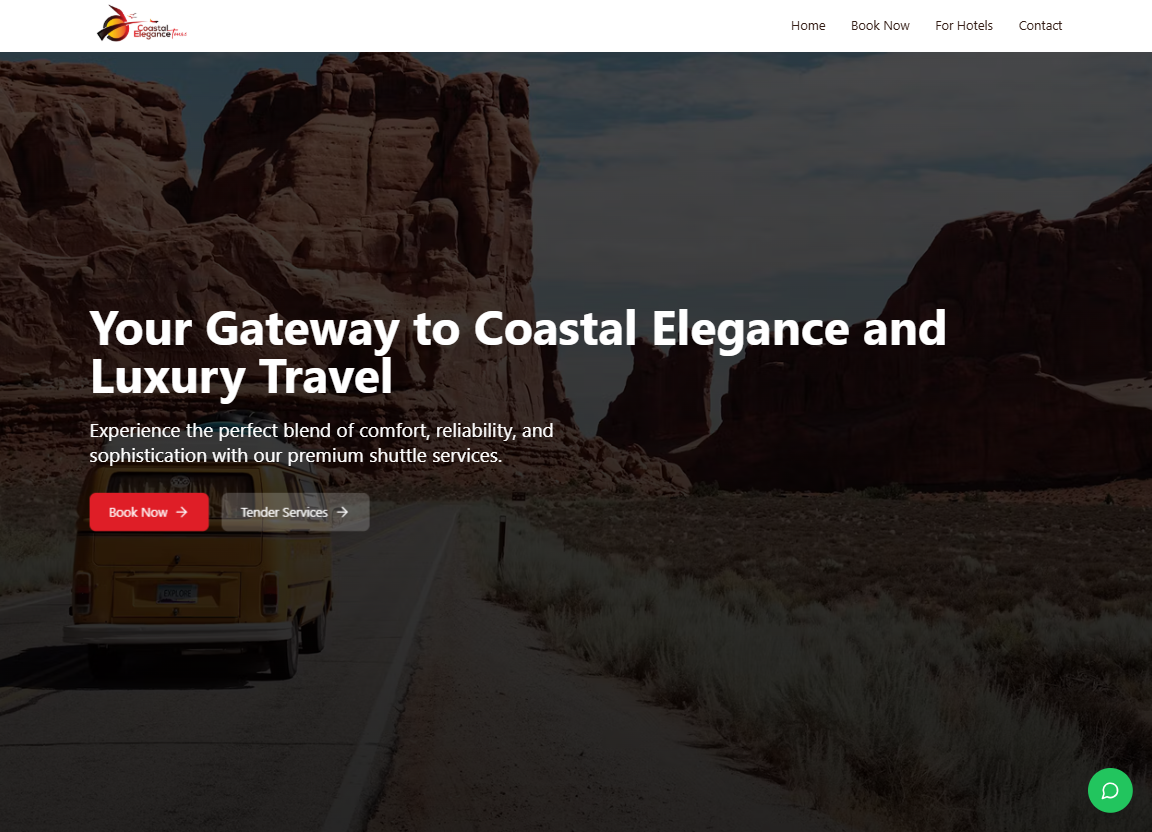 Coastal
Elegance Tours
Home
Book Now
For Hotels
Contact
Your Gateway to Coastal Elegance and
Luxury Travel
Experience the perfect blend of comfort, reliability, and
sophistication with our premium shuttle services.
Book Now
Tender Services
EXPLORE